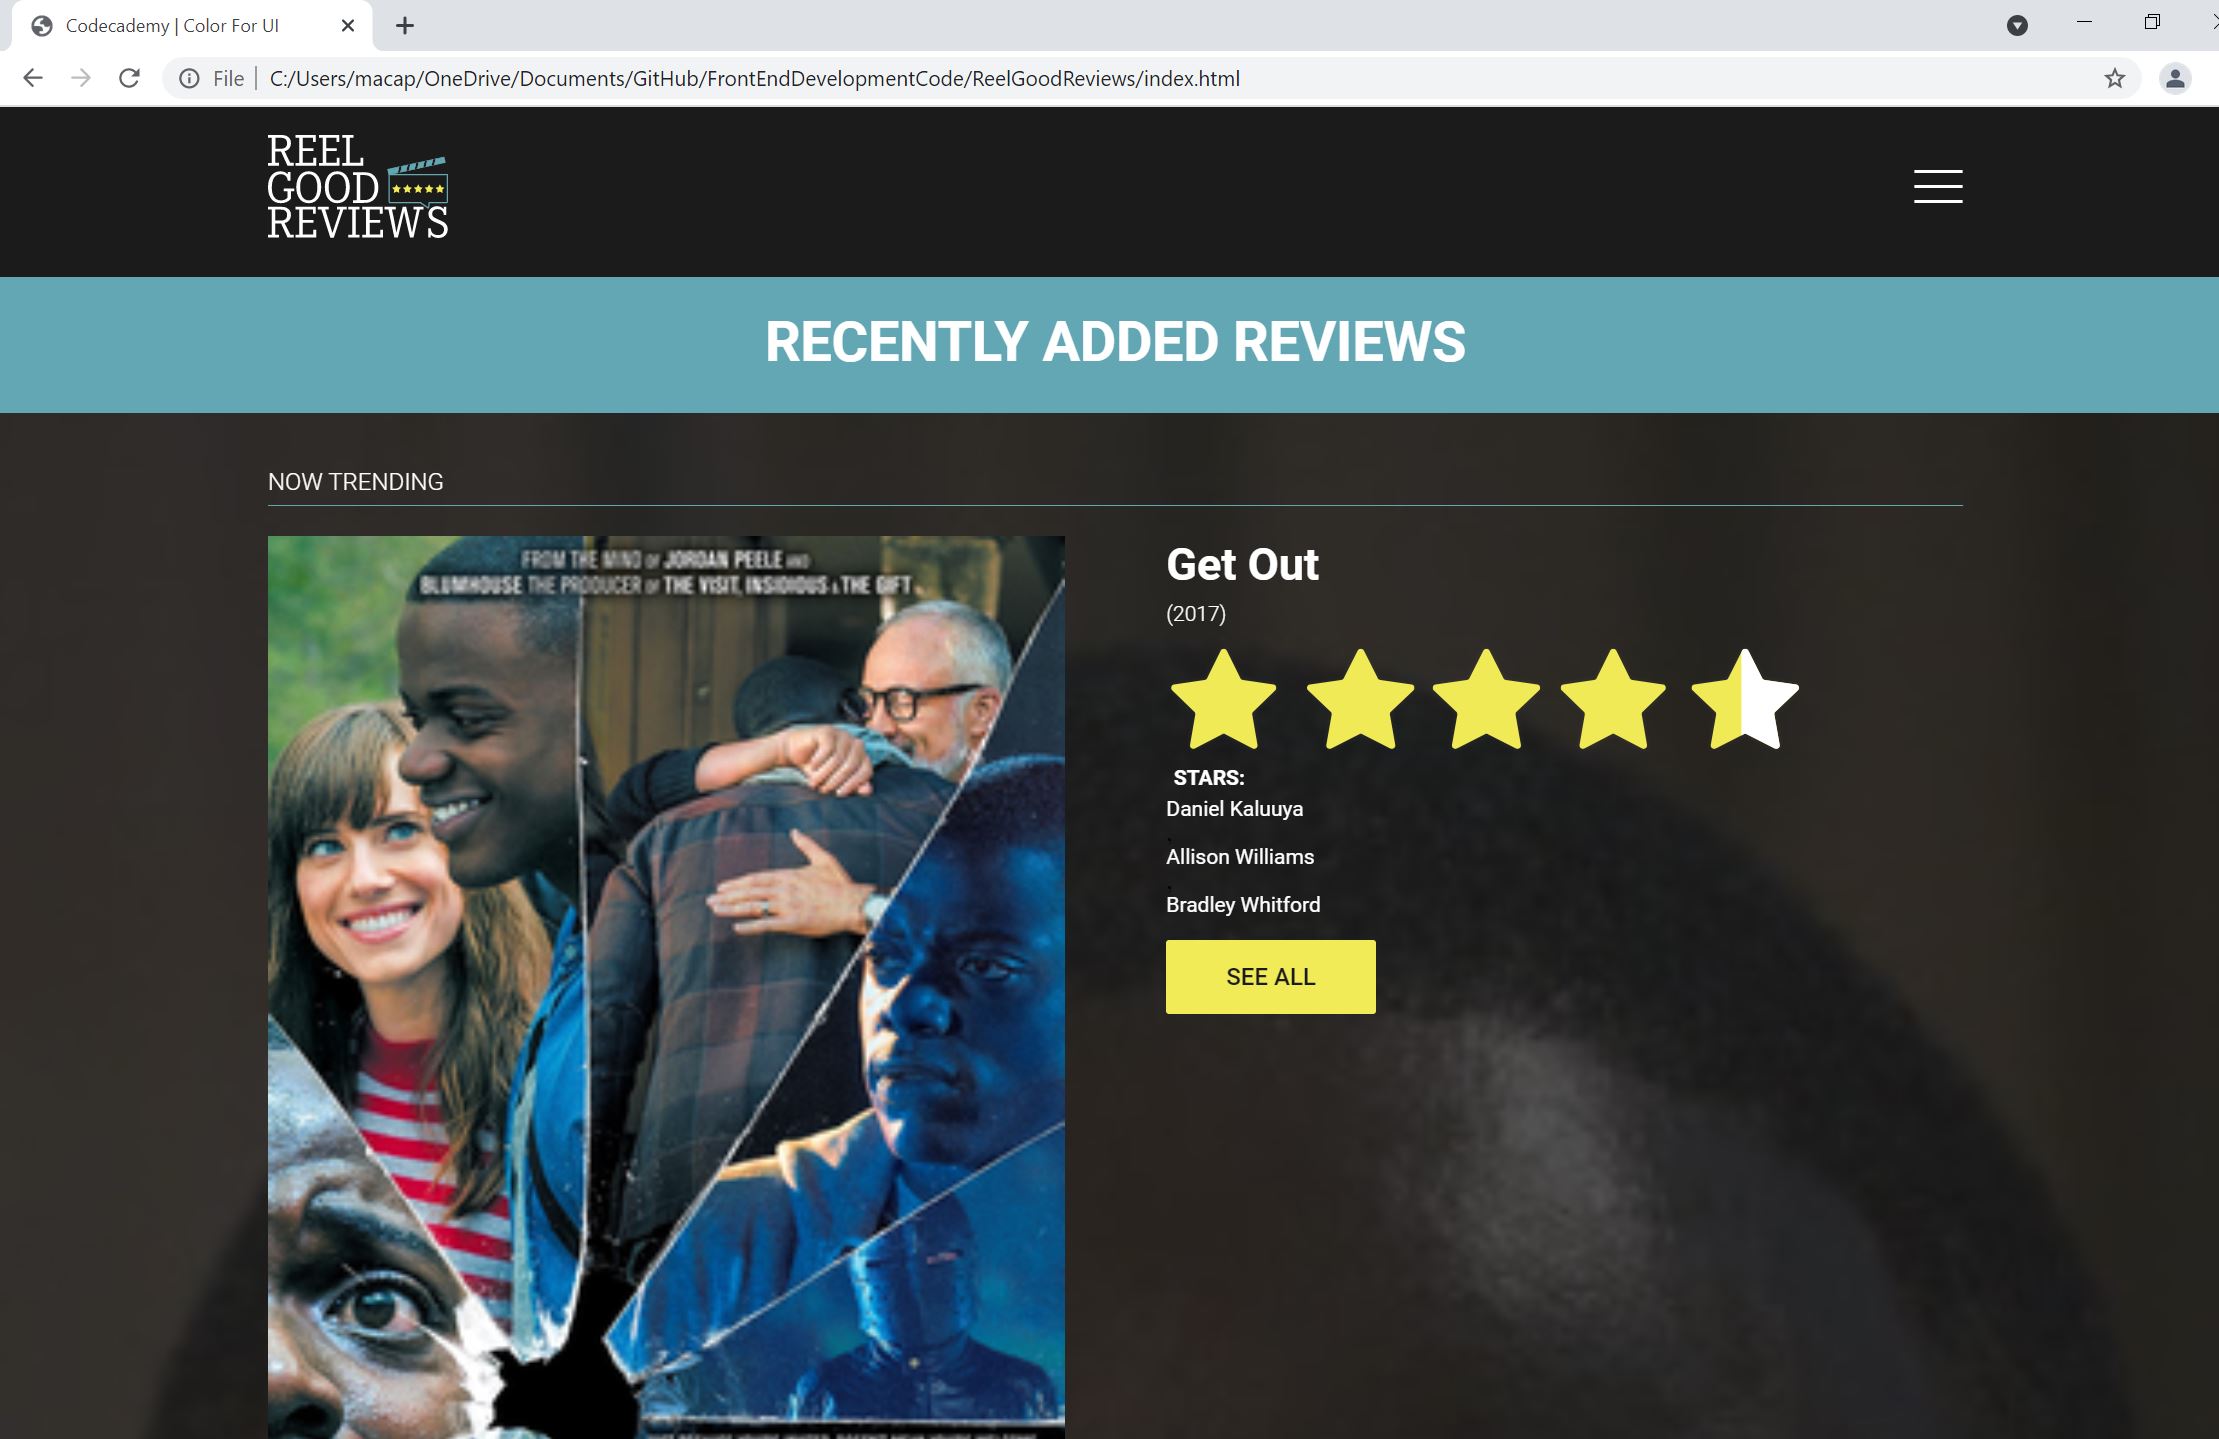 Codecademy | Color For UI
File
C:/Users/macap/OneDrive/Documents/GitHub/FrontEndDevelopmentCode/ReelGoodReviews/index.html
REEL
GOOD
REVIEWS
RECENTLY ADDED REVIEWS
NOW TRENDING
FROM THE MIND OF JORDAN PEELE AND
BLUMHOUSE THE PRODUCER OF THE VISIT, INSIDIOUS & THE GIFT
Get Out
(2017)
STARS:
Daniel Kaluuya
Allison Williams
Bradley Whitford
SEE ALL